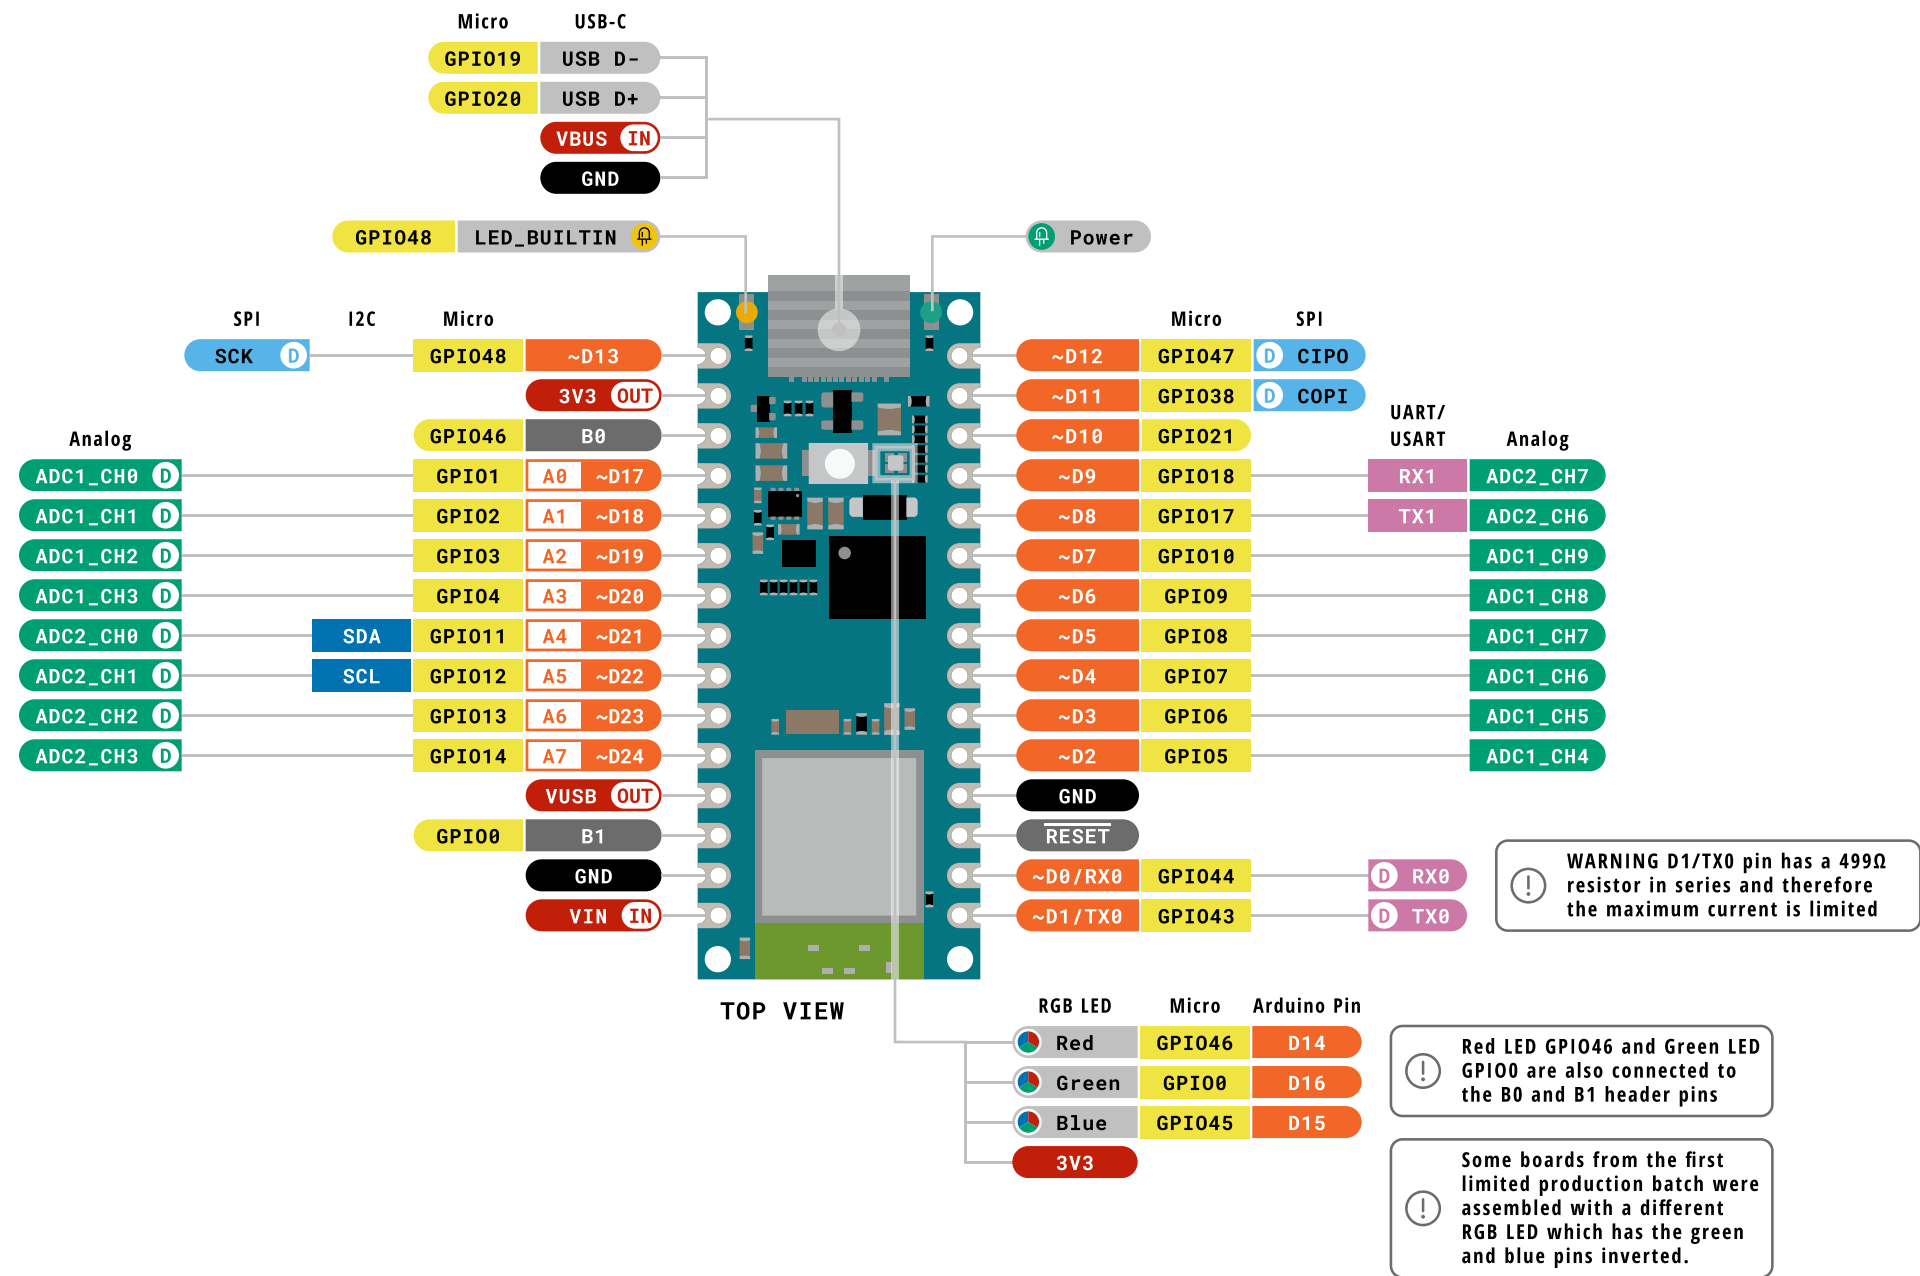 Micro USB-C
GPIO19 USB D-
GPIO20 USB D+
VBUS IN
GND
GPIO48 LED_BUILTIN
Power
SPI I2C Micro
Micro SPI
SCK D GPIO48 ~D13
~D12 GPIO47 D CIPO
3V3 OUT
~D11 GPIO38 D COPI
UART/
USART
Analog
Analog
GPIO46 B0
~D10 GPIO21
ADC1_CH0 D GPIO1 A0 ~D17
~D9 GPIO18 RX1 ADC2_CH7
ADC1_CH1 D GPIO2 A1 ~D18
~D8 GPIO17 TX1 ADC2_CH6
ADC1_CH2 D GPIO3 A2 ~D19
~D7 GPIO10 ADC1_CH9
ADC1_CH3 D GPIO4 A3 ~D20
~D6 GPIO9 ADC1_CH8
ADC2_CH0 D SDA GPIO11 A4 ~D21
~D5 GPIO8 ADC1_CH7
ADC2_CH1 D SCL GPIO12 A5 ~D22
~D4 GPIO7 ADC1_CH6
ADC2_CH2 D GPIO13 A6 ~D23
~D3 GPIO6 ADC1_CH5
ADC2_CH3 D GPIO14 A7 ~D24
~D2 GPIO5 ADC1_CH4
VUSB OUT
GND
GPIO0 B1
RESET
GND
~D0/RX0 GPIO44 D RX0
VIN IN
~D1/TX0 GPIO43 D TX0
WARNING D1/TX0 pin has a 499Ω
resistor in series and therefore
the maximum current is limited
TOP VIEW
RGB LED Micro Arduino Pin
Red GPIO46 D14
Green GPIO0 D16
Blue GPIO45 D15
3V3
Red LED GPIO46 and Green LED
GPIO0 are also connected to
the B0 and B1 header pins
Some boards from the first
limited production batch were
assembled with a different
RGB LED which has the green
and blue pins inverted.